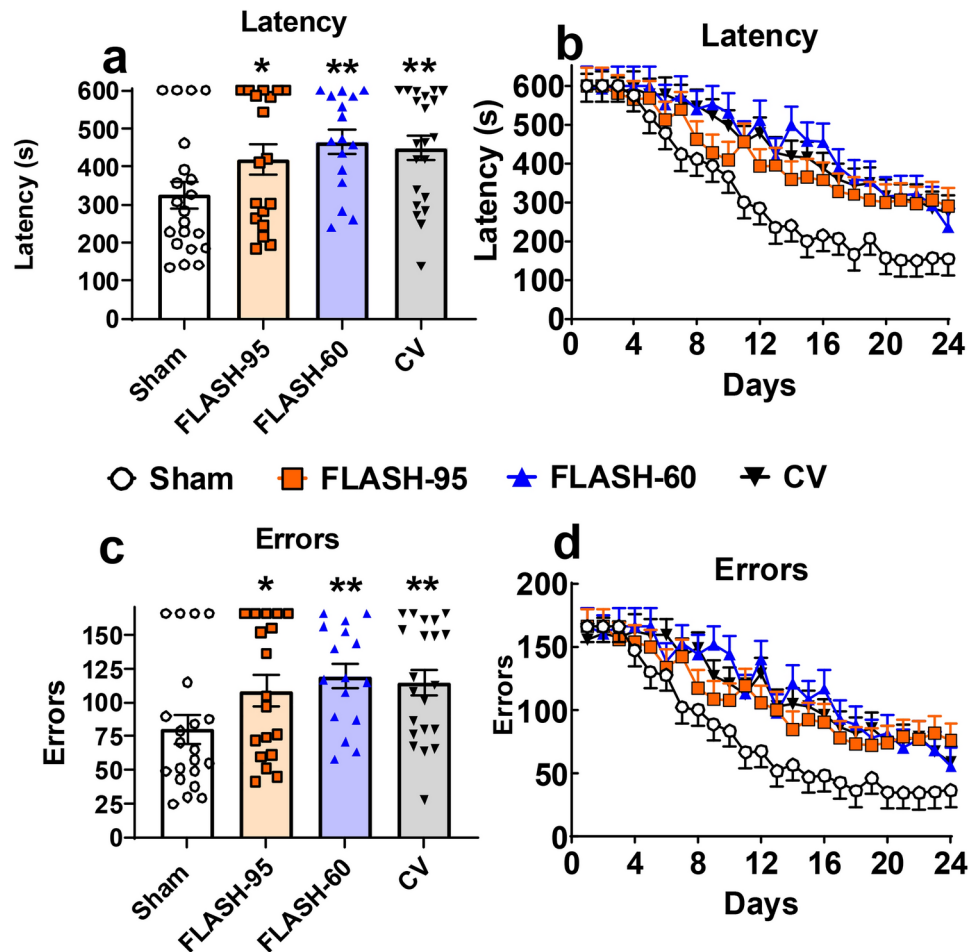 a
Latency
* ** **
Latency (s)
600
500
400
300
200
100
0
Sham
FLASH-95
FLASH-60
CV
b
Latency
Latency (s)
600
500
400
300
200
100
0 4 8 12 16 20 24
Days
Sham FLASH-95 FLASH-60 CV
c
Errors
* ** **
Errors
150
125
100
75
50
25
0
Sham
FLASH-95
FLASH-60
CV
d
Errors
Errors
200
150
100
50
0
0 4 8 12 16 20 24
Days